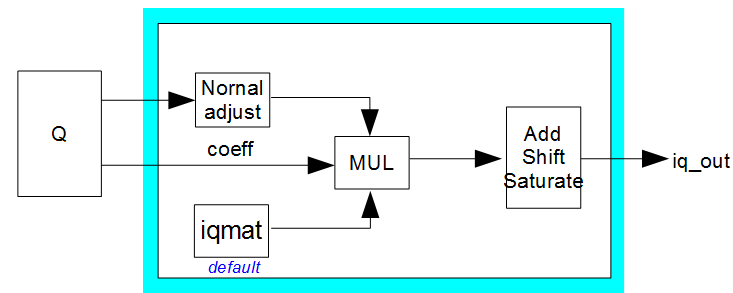 Q
Nornal
adjust
coeff
MUL
iqmat
default
Add
Shift
Saturate
iq_out